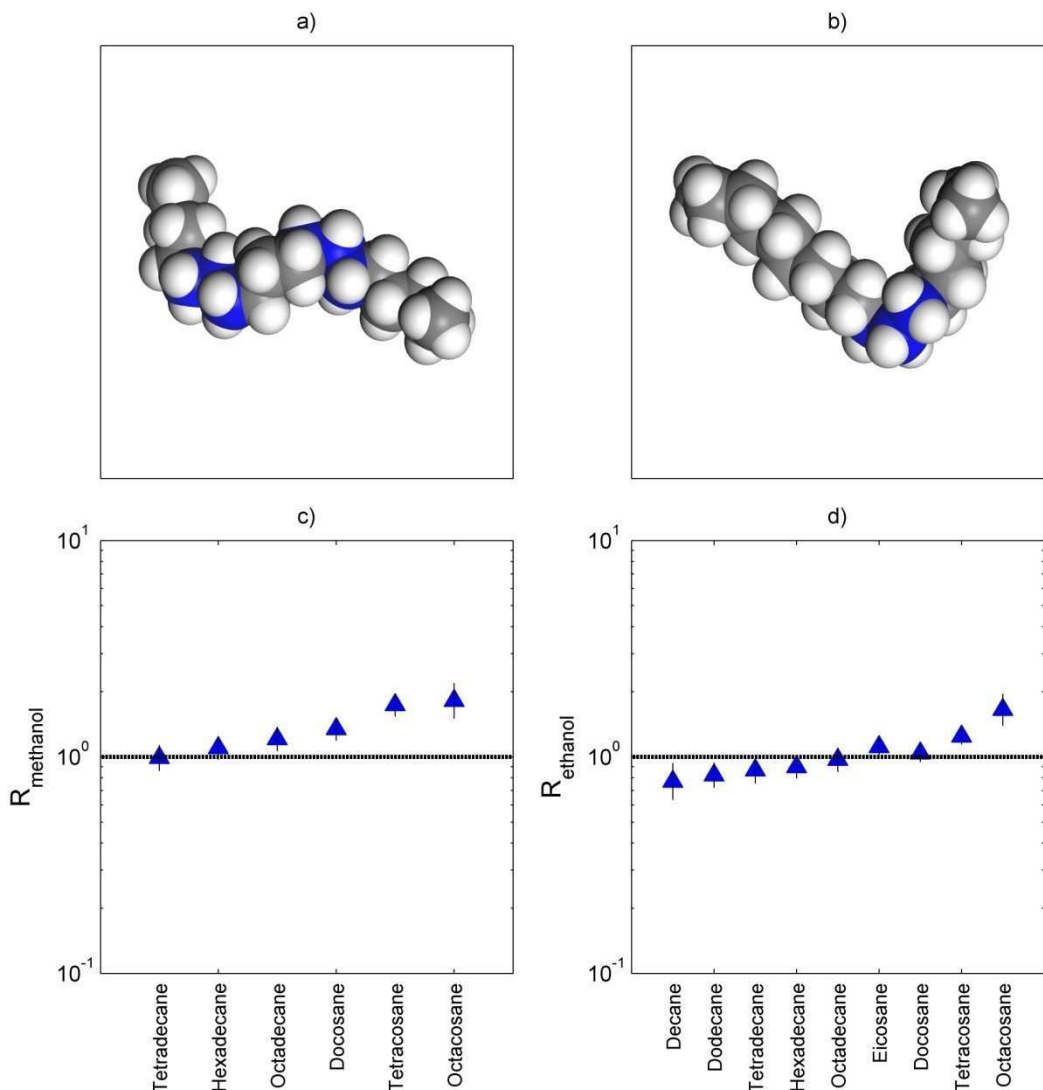 a)
b)
c)
d)
10^1
10^0
10^-1
R_methanol
Tetradecane
Hexadecane
Octadecane
Docosane
Tetracosane
Octacosane
10^1
10^0
10^-1
R_ethanol
Decane
Dodecane
Tetradecane
Hexadecane
Octadecane
Eicosane
Docosane
Tetracosane
Octacosane